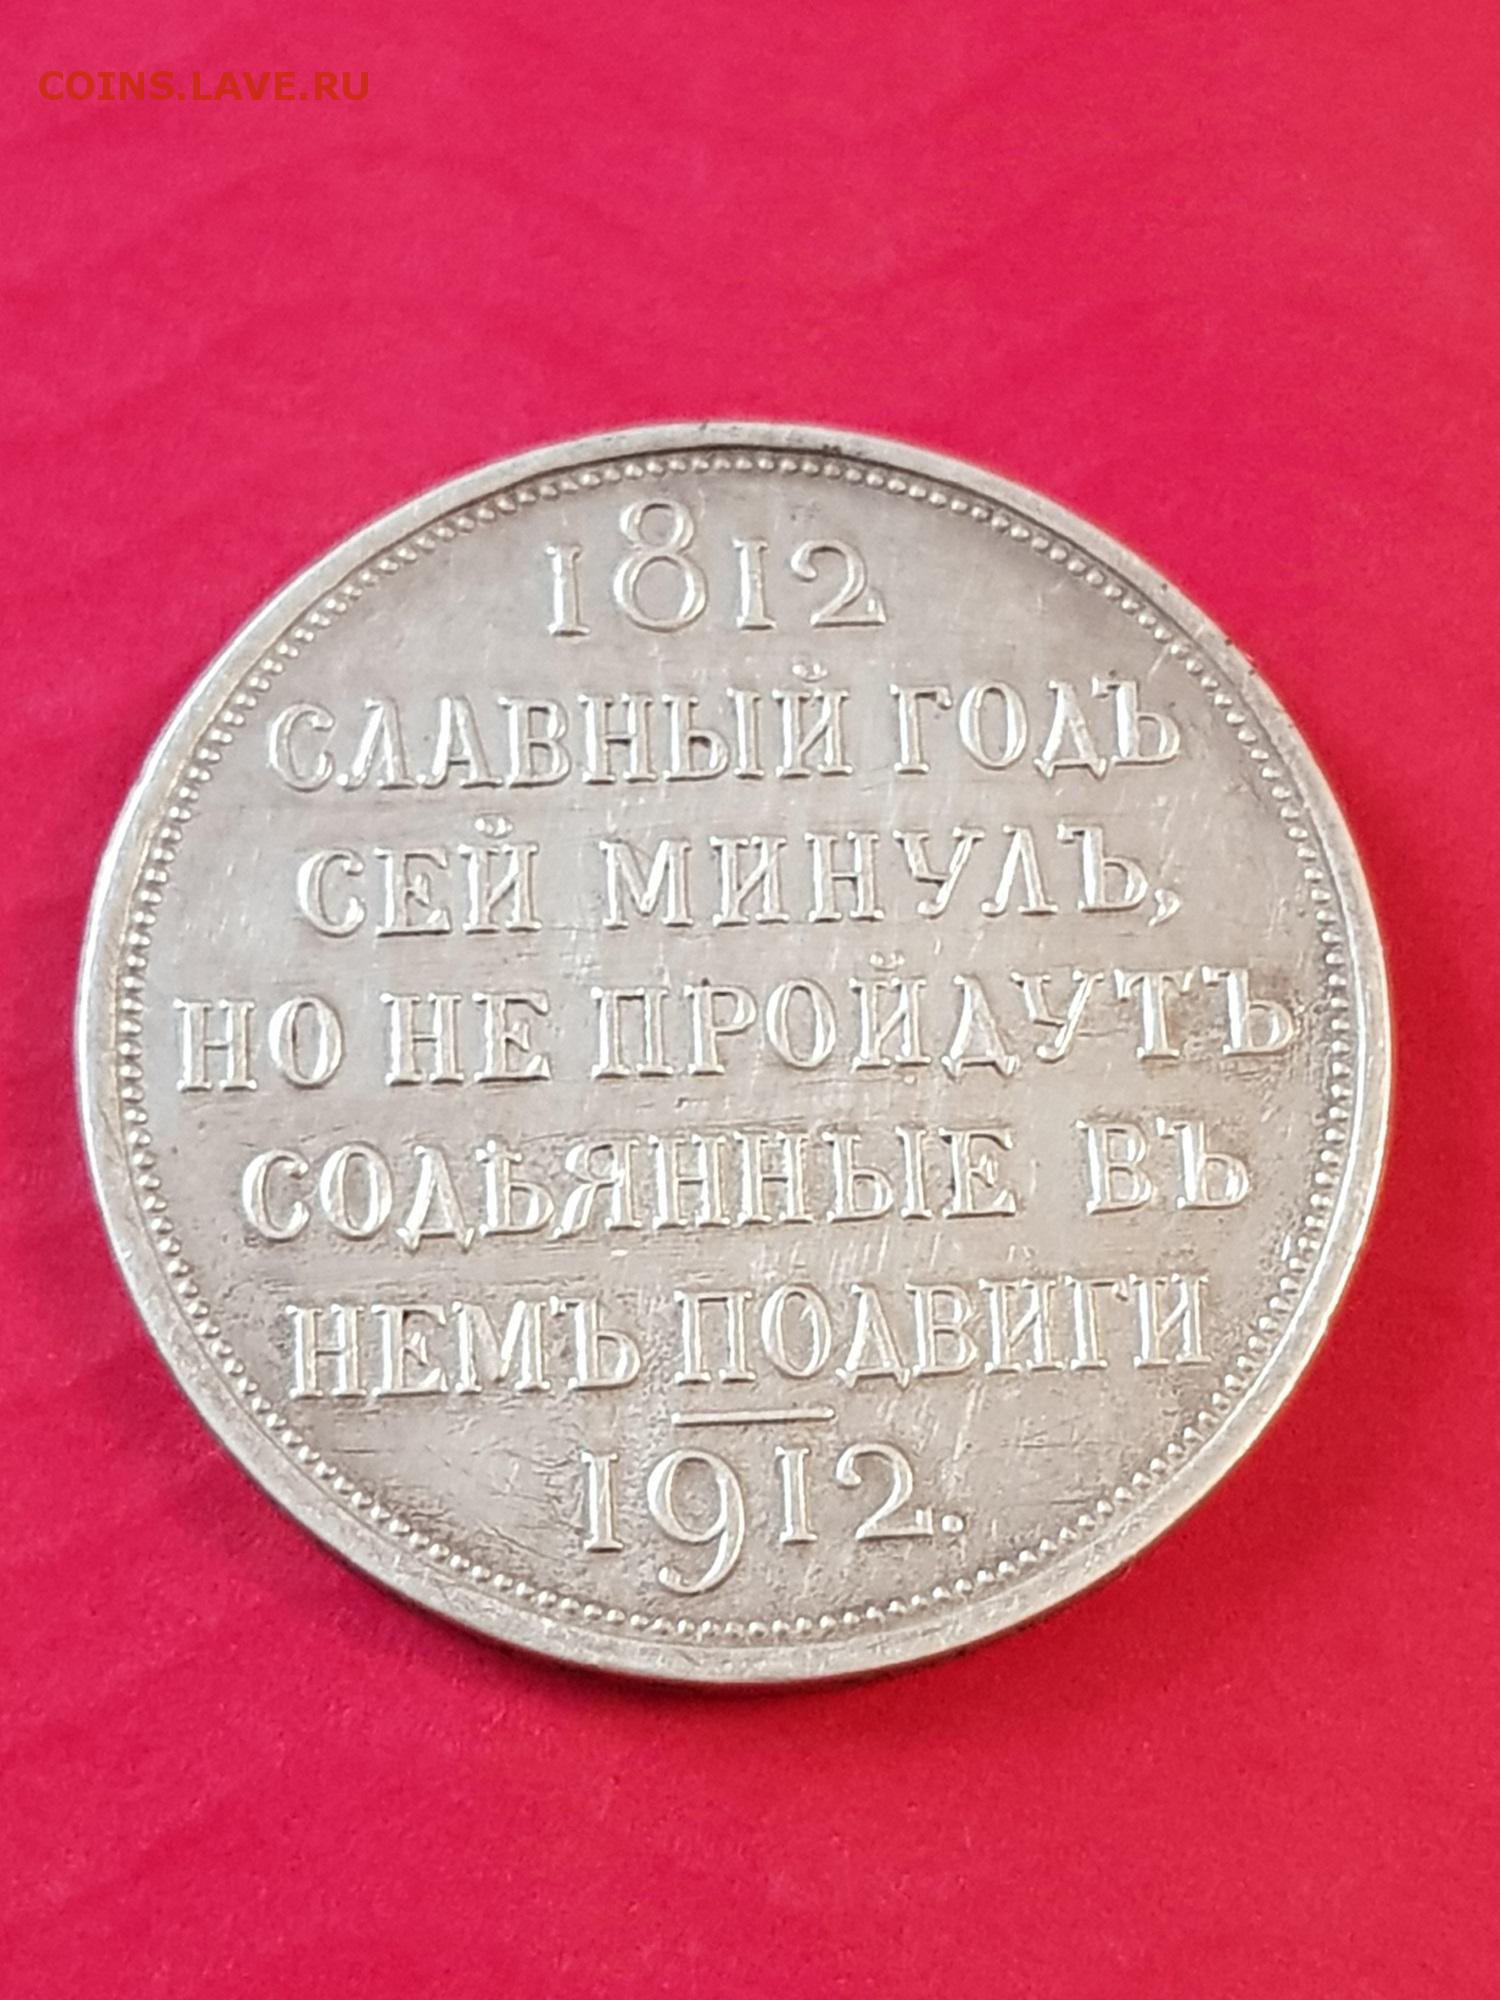 COINS.LAVE.RU
1812
СЛАВНЫЙ ГОДЪ
СЕЙ МИНУЛЪ,
НО НЕ ПРОЙДУТЪ
СОДѢЯННЫЕ ВЪ
НЕМЪ ПОДВИГИ
1912.